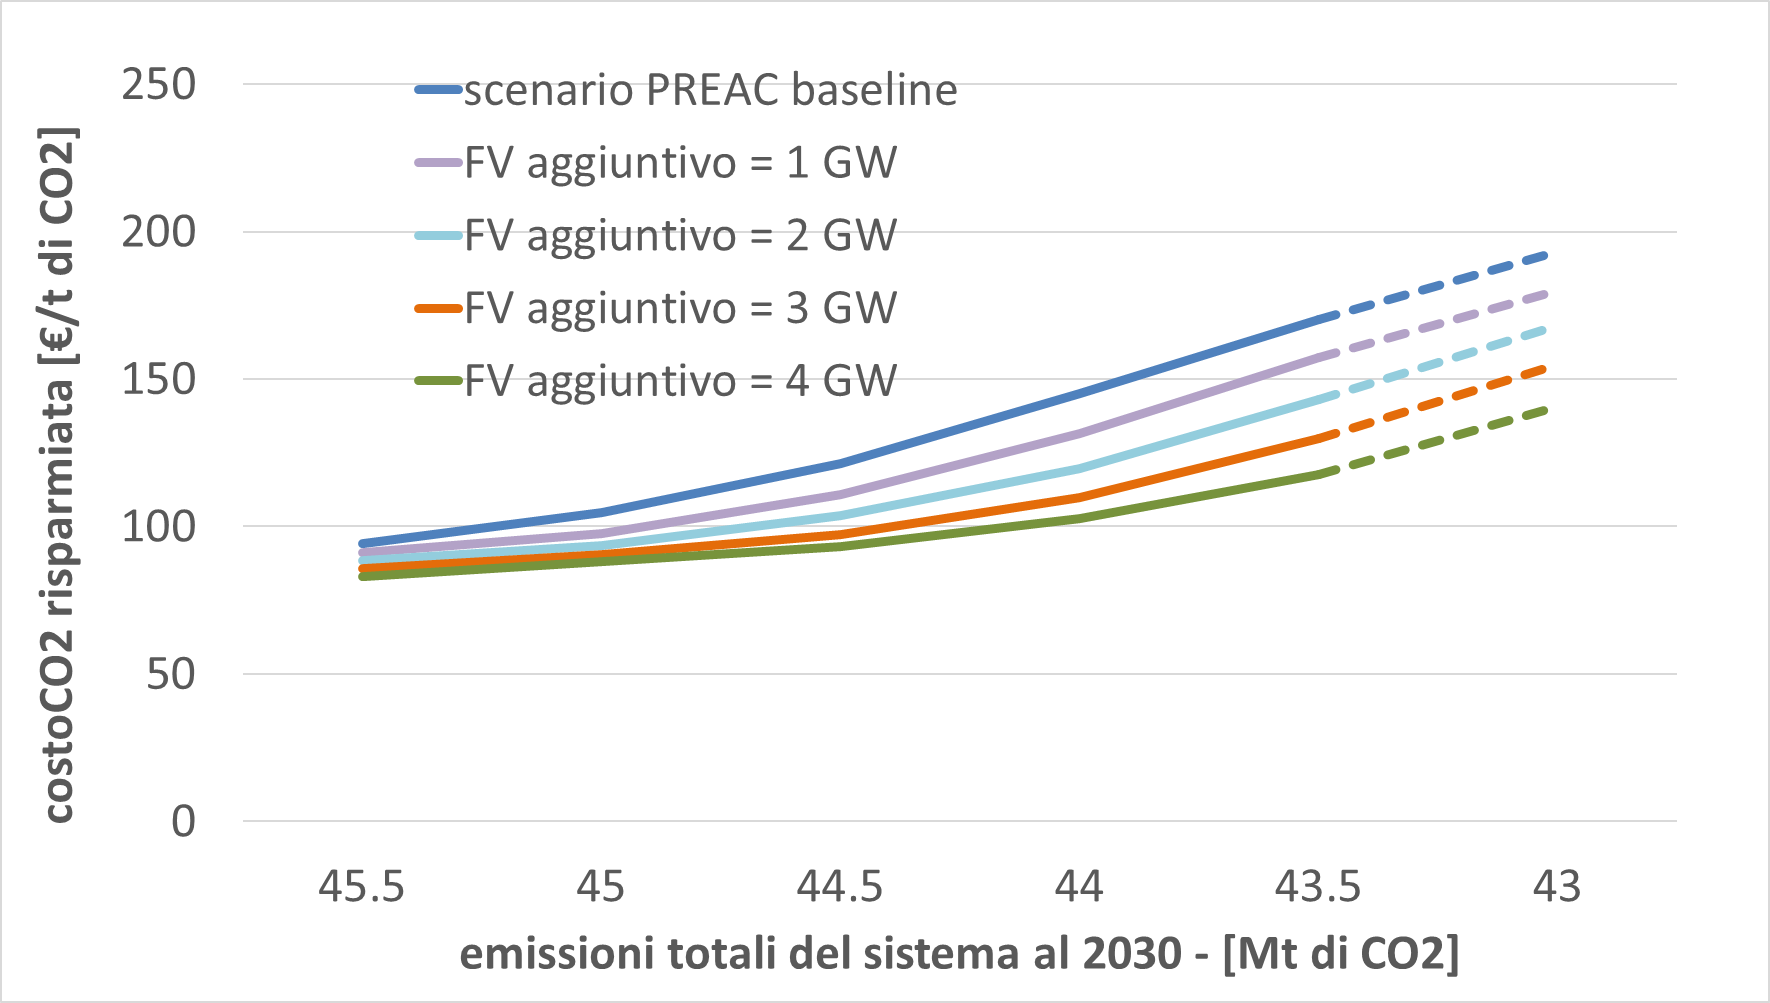 costoCO2 risparmiata [€/t di CO2]
250
200
150
100
50
0
scenario PREAC baseline
FV aggiuntivo = 1 GW
FV aggiuntivo = 2 GW
FV aggiuntivo = 3 GW
FV aggiuntivo = 4 GW
45.5 45 44.5 44 43.5 43
emissioni totali del sistema al 2030 - [Mt di CO2]